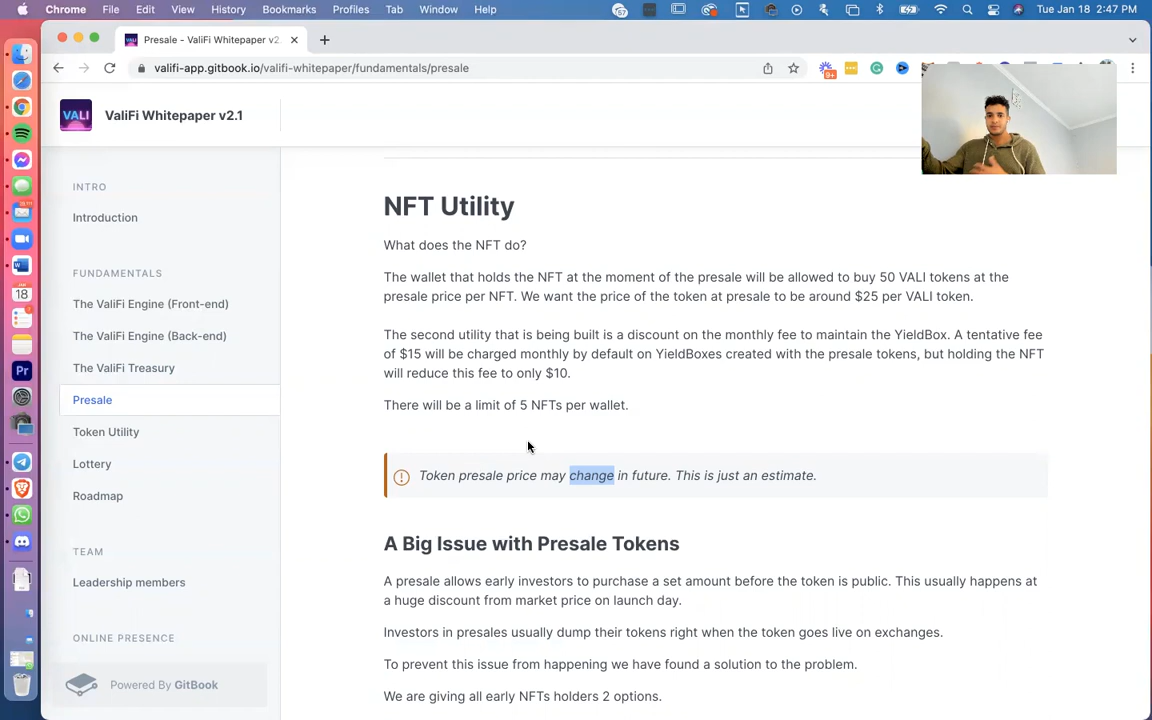 Chrome File Edit View History Bookmarks Profiles Tab Window Help
57
Tue Jan 18 2:47 PM
Presale - ValiFi Whitepaper v2
valifi-app.gitbook.io/valifi-whitepaper/fundamentals/presale
9+
VALI
ValiFi Whitepaper v2.1
INTRO
Introduction
FUNDAMENTALS
The ValiFi Engine (Front-end)
The ValiFi Engine (Back-end)
The ValiFi Treasury
Presale
Token Utility
Lottery
Roadmap
TEAM
Leadership members
ONLINE PRESENCE
Powered By GitBook
18
Pr
NFT Utility
What does the NFT do?
The wallet that holds the NFT at the moment of the presale will be allowed to buy 50 VALI tokens at the
presale price per NFT. We want the price of the token at presale to be around $25 per VALI token.
The second utility that is being built is a discount on the monthly fee to maintain the YieldBox. A tentative fee
of $15 will be charged monthly by default on YieldBoxes created with the presale tokens, but holding the NFT
will reduce this fee to only $10.
There will be a limit of 5 NFTs per wallet.
Token presale price may change in future. This is just an estimate.
A Big Issue with Presale Tokens
A presale allows early investors to purchase a set amount before the token is public. This usually happens at
a huge discount from market price on launch day.
Investors in presales usually dump their tokens right when the token goes live on exchanges.
To prevent this issue from happening we have found a solution to the problem.
We are giving all early NFTs holders 2 options.